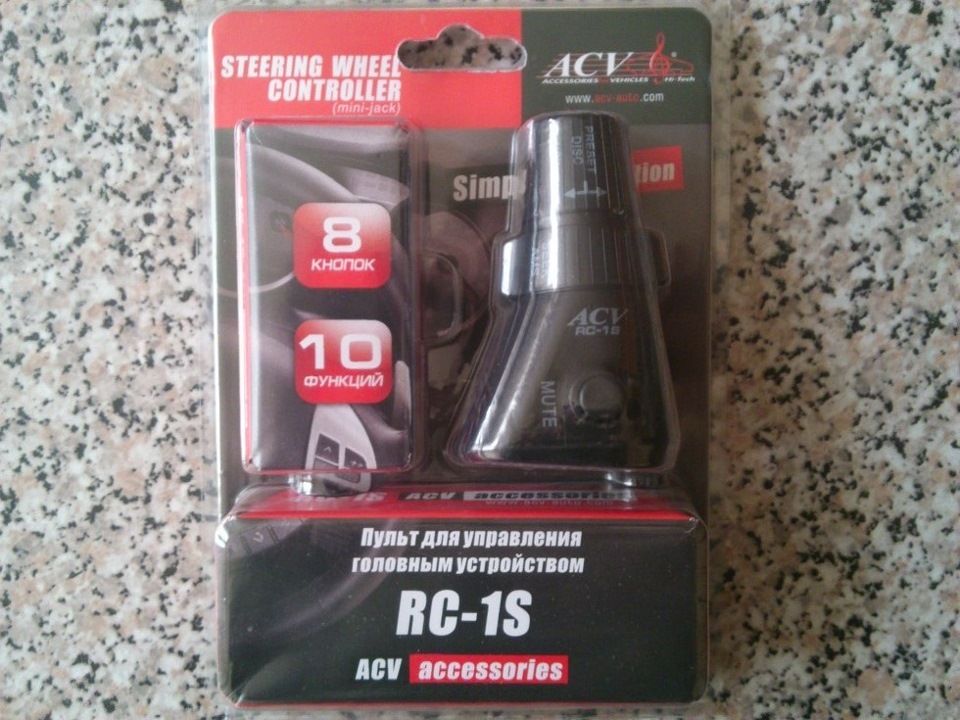 STEERING WHEEL
CONTROLLER
(mini-jack)
ACV
ACCESSORIES VEHICLES Hi-Tech
www.acv-auto.com
PRESET
DISC
8
КНОПОК
ACV
RC-1S
10
ФУНКЦИЙ
MUTE
ACV accessories
Пульт для управления
головным устройством
RC-1S
ACV accessories